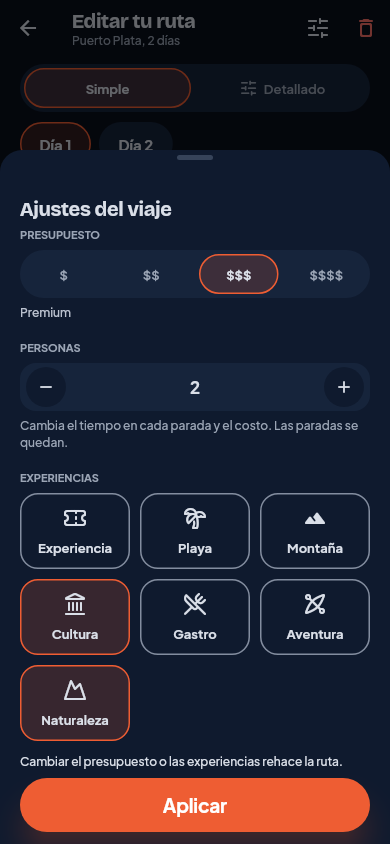 Editar tu ruta
Puerto Plata, 2 días
Simple
Detallado
Día 1
Día 2
Ajustes del viaje
PRESUPUESTO
$
$$
$$$
$$$$
Premium
PERSONAS
2
Cambia el tiempo en cada parada y el costo. Las paradas se
quedan.
EXPERIENCIAS
Experiencia
Playa
Montaña
Cultura
Gastro
Aventura
Naturaleza
Cambiar el presupuesto o las experiencias rehace la ruta.
Aplicar